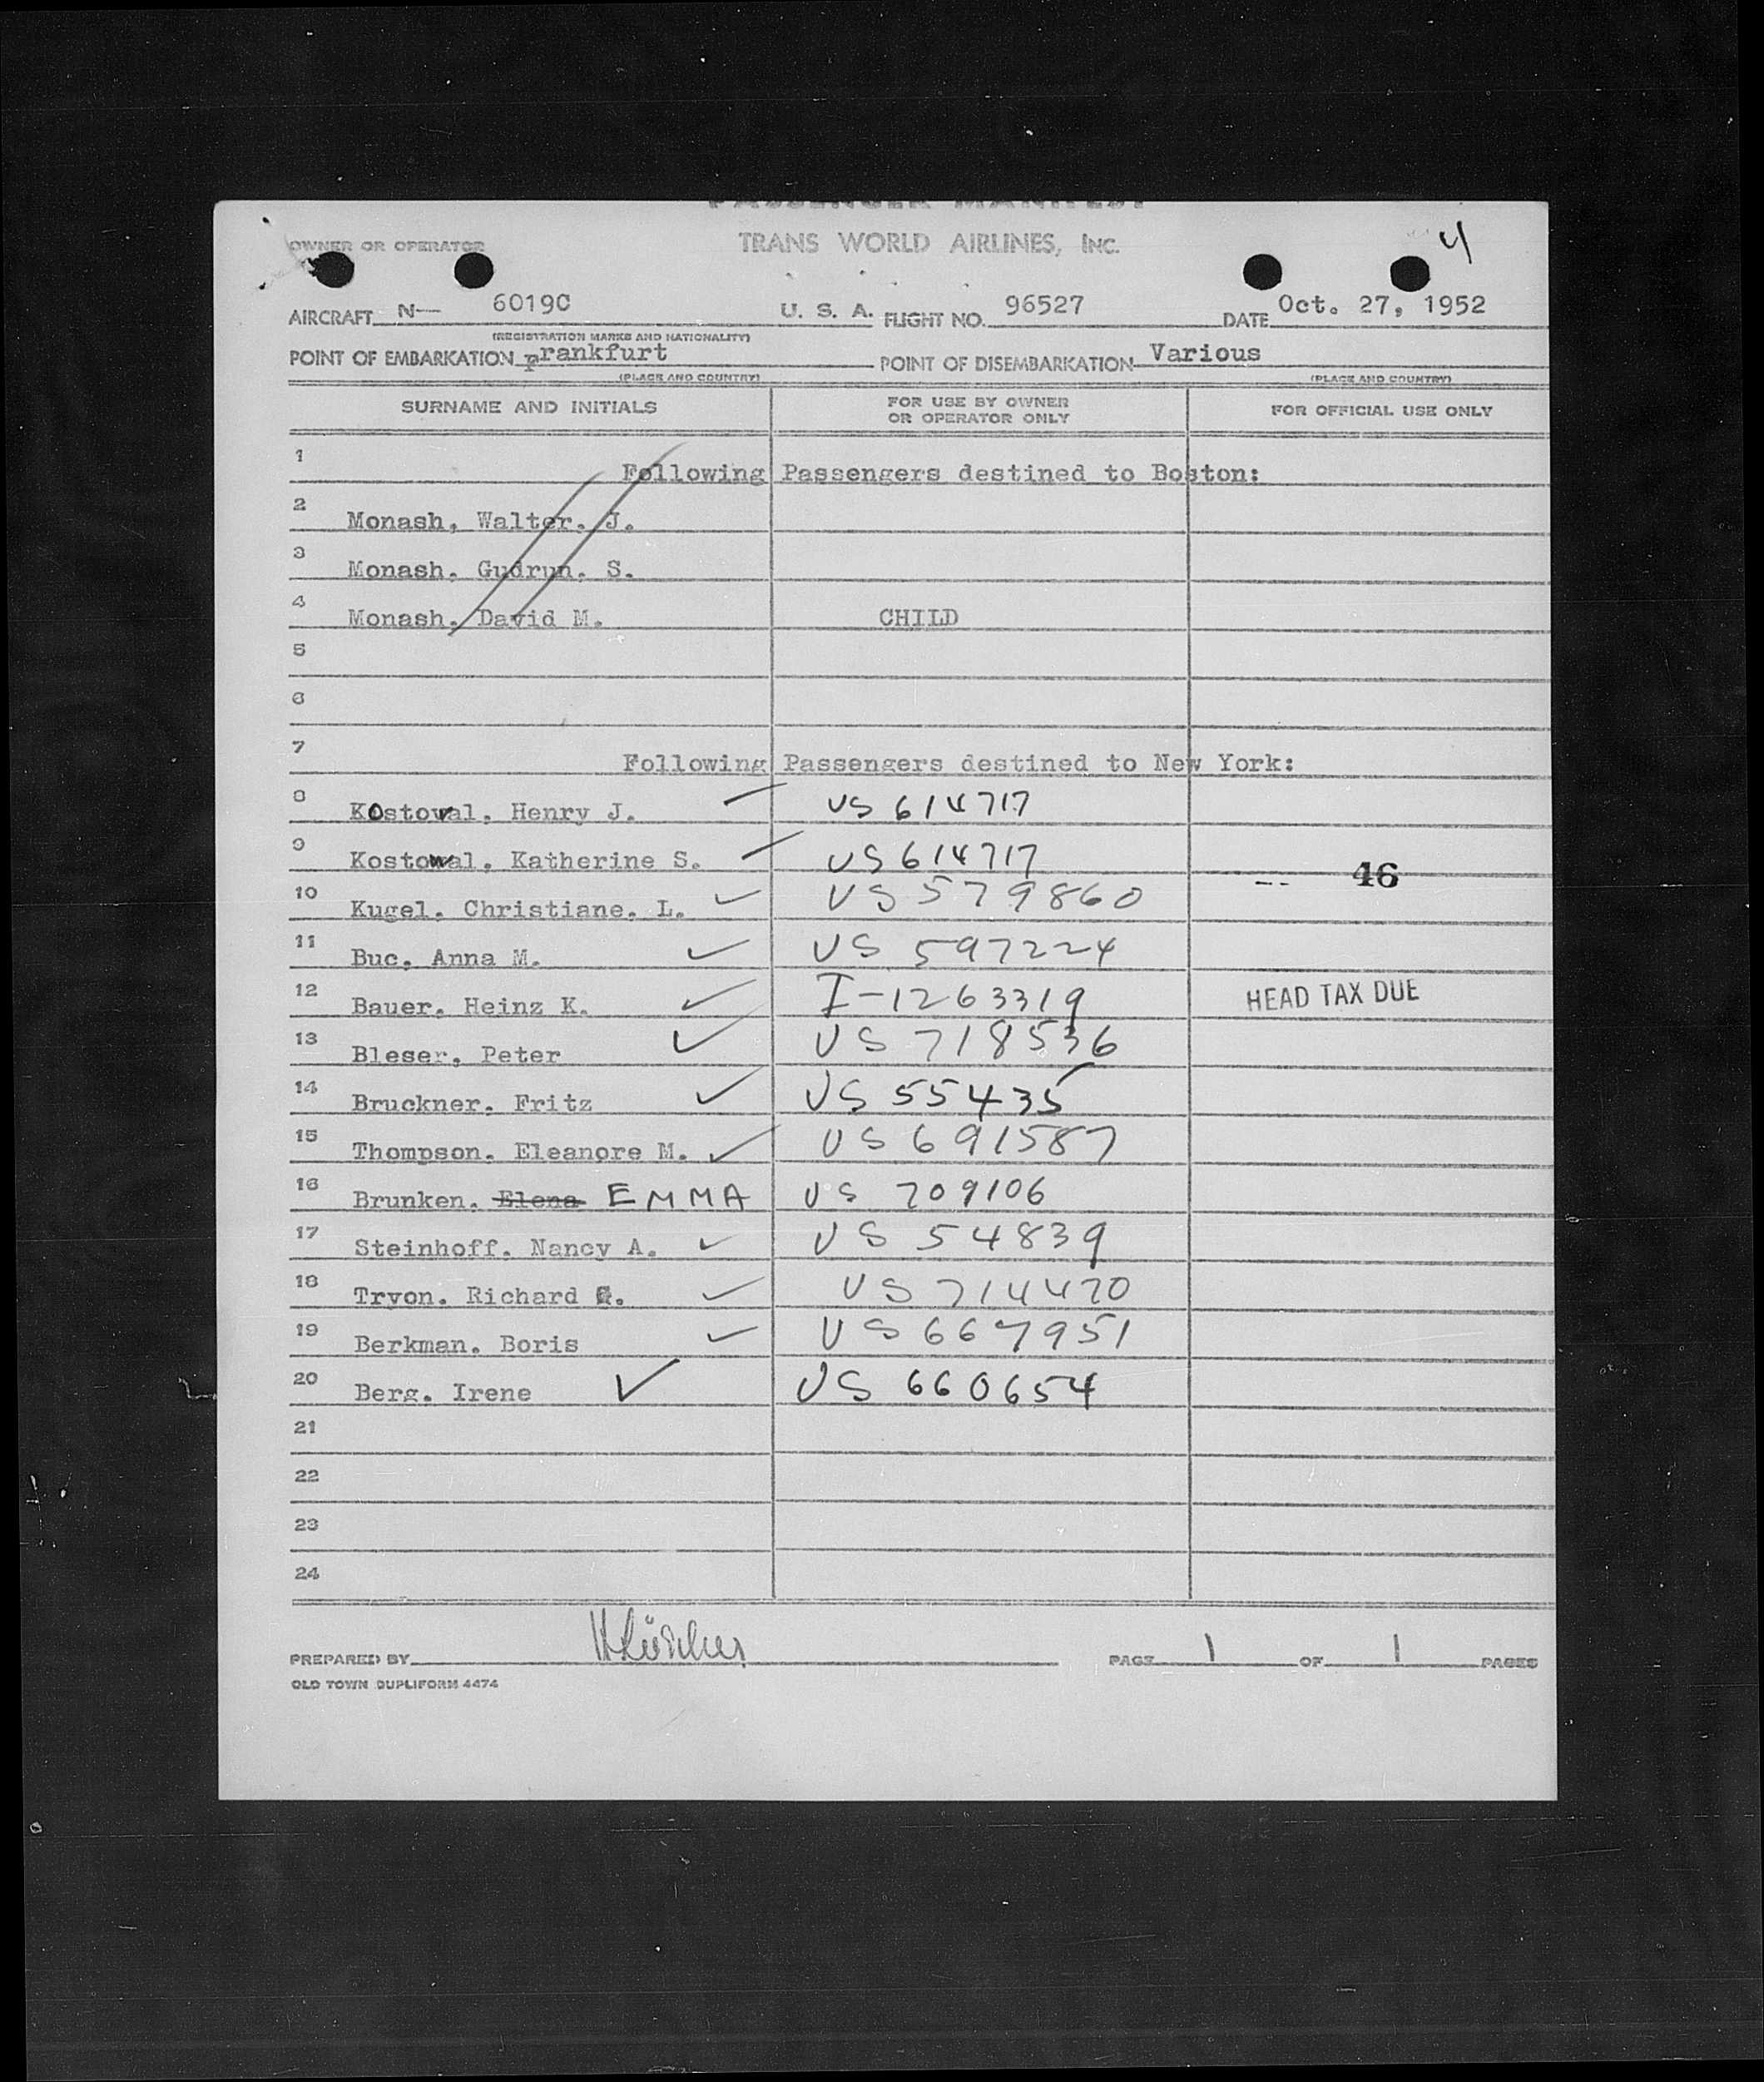 PASSENGER MANIFEST
4
OWNER OR OPERATOR TRANS WORLD AIRLINES, INC.
AIRCRAFT N— 6019C U. S. A. FLIGHT NO. 96527 DATE Oct. 27, 1952
(REGISTRATION MARKS AND NATIONALITY)
POINT OF EMBARKATION Frankfurt POINT OF DISEMBARKATION Various
(PLACE AND COUNTRY) (PLACE AND COUNTRY)
SURNAME AND INITIALS FOR USE BY OWNER OR OPERATOR ONLY FOR OFFICIAL USE ONLY
1 Following Passengers destined to Boston:
2 Monash, Walter. J.
3 Monash. Gudrun. S.
4 Monash. David M. CHILD
5
6
7 Following Passengers destined to New York:
8 Kostowal, Henry J. US 614717
9 Kostowal, Katherine S. US 614717
-- 46
10 Kugel, Christiane. L. US 579860
11 Buc, Anna M. US 597224
12 Bauer, Heinz K. I-1263319 HEAD TAX DUE
13 Bleser, Peter US 718536
14 Bruckner, Fritz US 55435
15 Thompson. Eleanore M. US 691587
16 Brunken. Elena EMMA US 709106
17 Steinhoff. Nancy A. US 54839
18 Tryon. Richard . US 714470
19 Berkman. Boris US 667951
20 Berg. Irene US 660654
21
22
23
24
PREPARED BY PAGE 1 OF 1 PAGES
OLD TOWN DUPLIFORM 4474